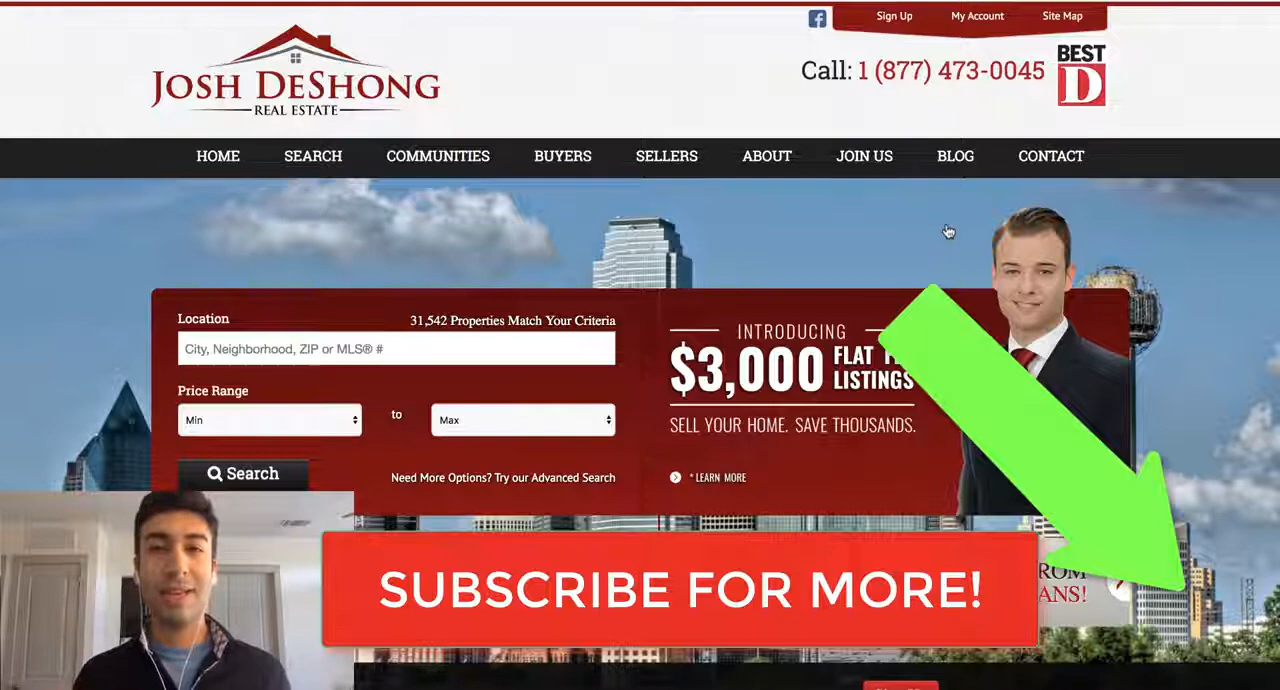 Sign Up My Account Site Map
JOSH DESHONG
REAL ESTATE
Call: 1 (877) 473-0045
BEST
D
HOME SEARCH COMMUNITIES BUYERS SELLERS ABOUT JOIN US BLOG CONTACT
Location
31,542 Properties Match Your Criteria
City, Neighborhood, ZIP or MLS® #
Price Range
Min to Max
Search
Need More Options? Try our Advanced Search
INTRODUCING
$3,000 FLAT
LISTINGS
SELL YOUR HOME. SAVE THOUSANDS.
* LEARN MORE
SUBSCRIBE FOR MORE!